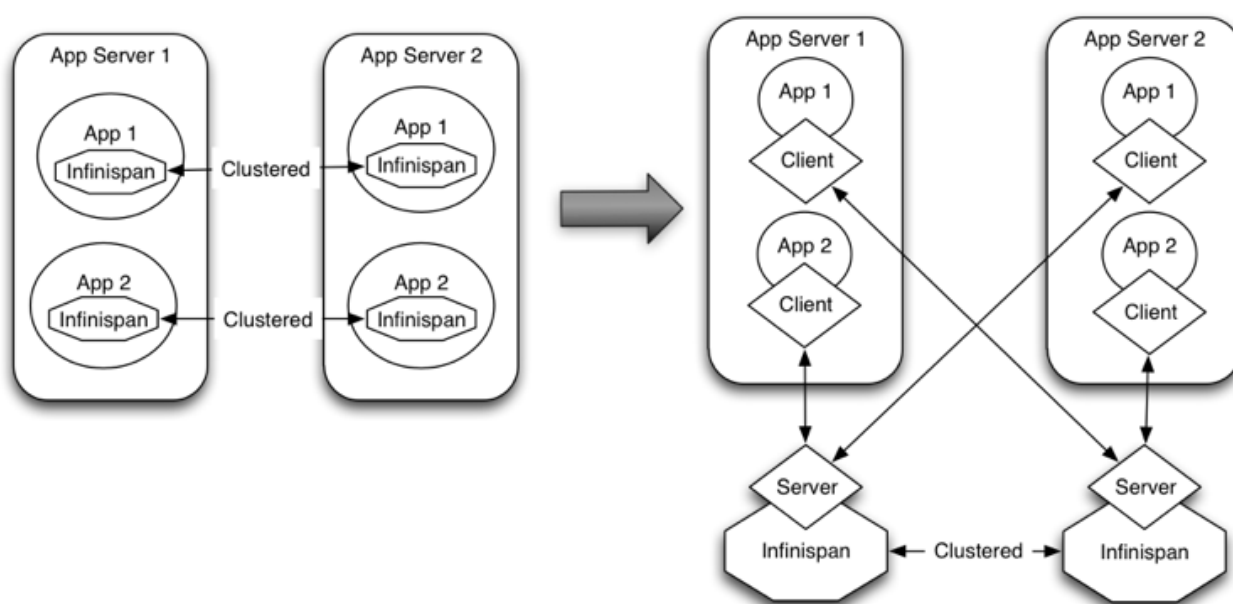 App Server 1
App 1
Infinispan
App 2
Infinispan
Clustered
Clustered
App Server 2
App 1
Infinispan
App 2
Infinispan
App Server 1
App 1
Client
App 2
Client
Server
Infinispan
Clustered
App Server 2
App 1
Client
App 2
Client
Server
Infinispan